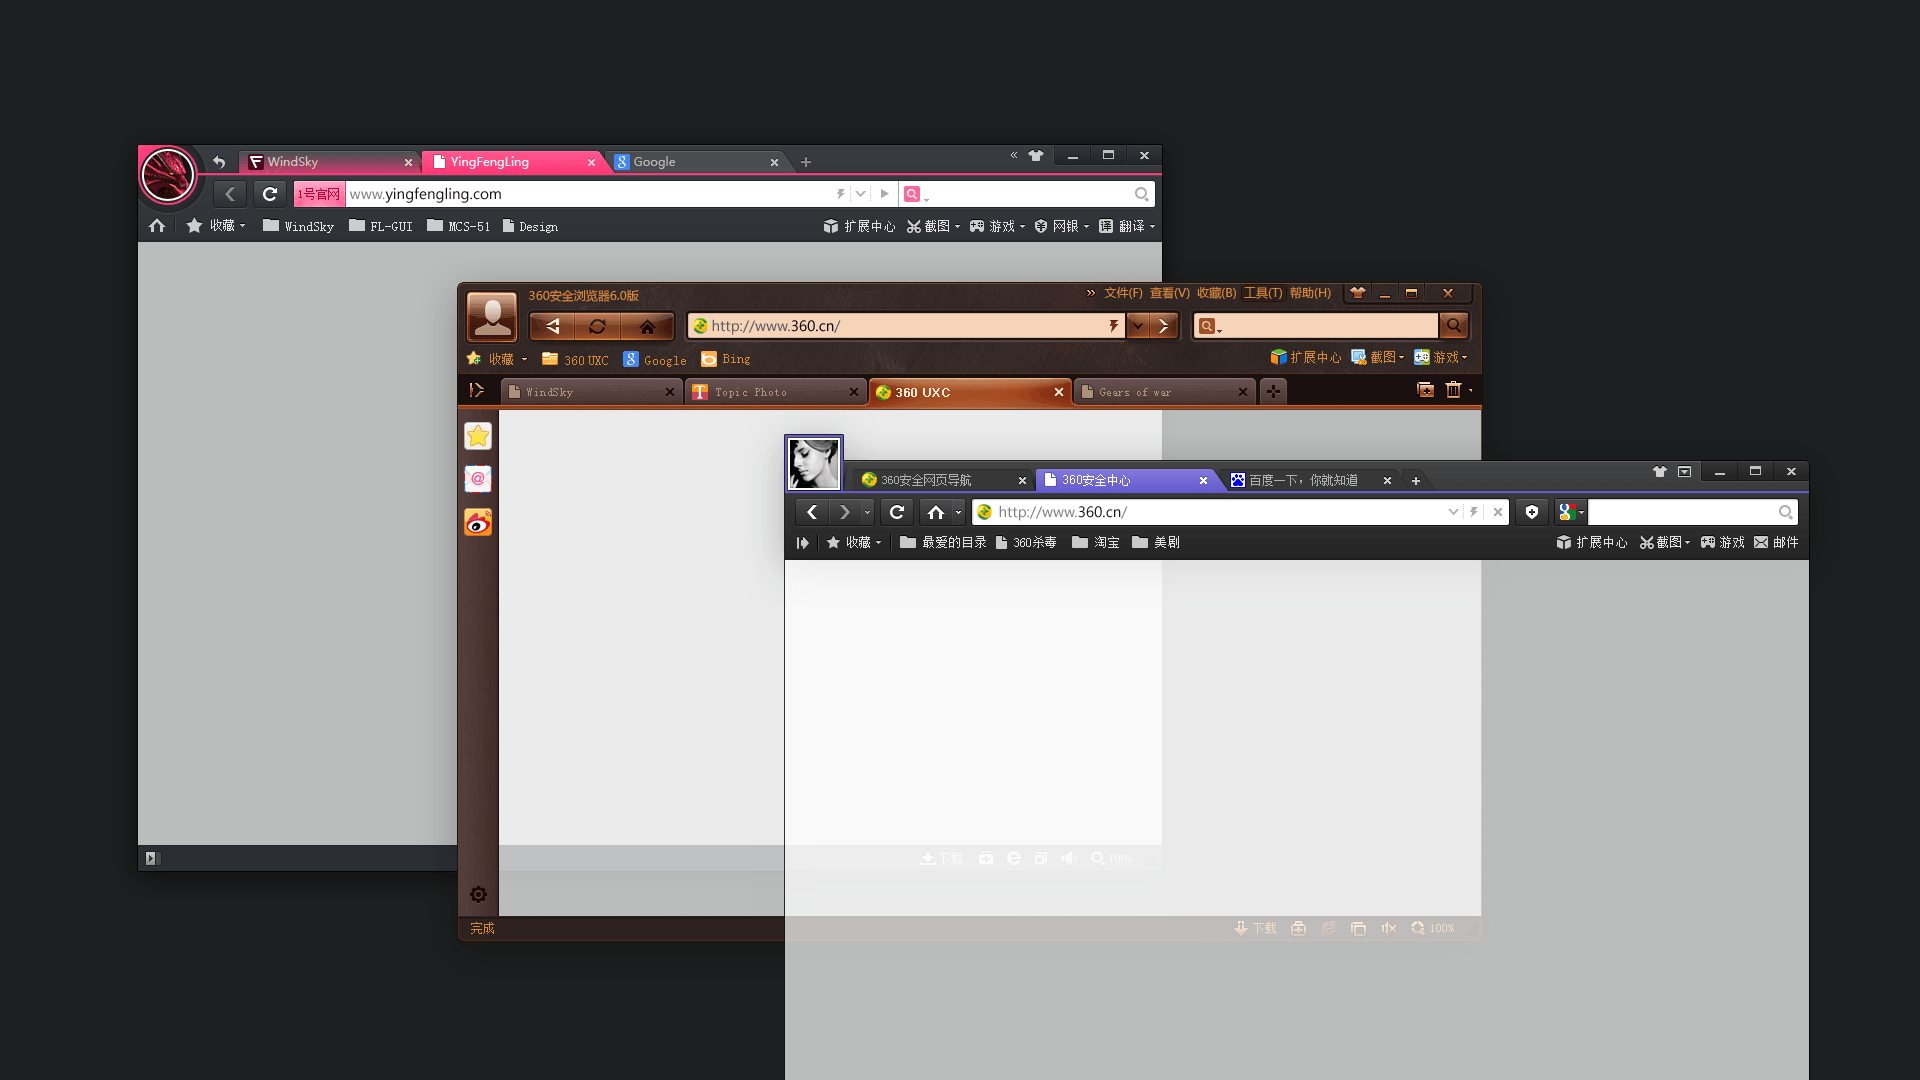 WindSky
YingFengLing
Google
1号官网
www.yingfengling.com
收藏
WindSky
FL-GUI
MCS-51
Design
扩展中心
截图
游戏
网银
翻译
360安全浏览器6.0版
文件(F) 查看(V) 收藏(B) 工具(T) 帮助(H)
http://www.360.cn/
收藏
360 UXC
Google
Bing
扩展中心
截图
游戏
WindSky
Topic Photo
360 UXC
Gears of war
360安全网页导航
360安全中心
百度一下，你就知道
http://www.360.cn/
收藏
最爱的目录
360杀毒
淘宝
美剧
扩展中心
截图
游戏
邮件
下载
100%
完成
下载
100%